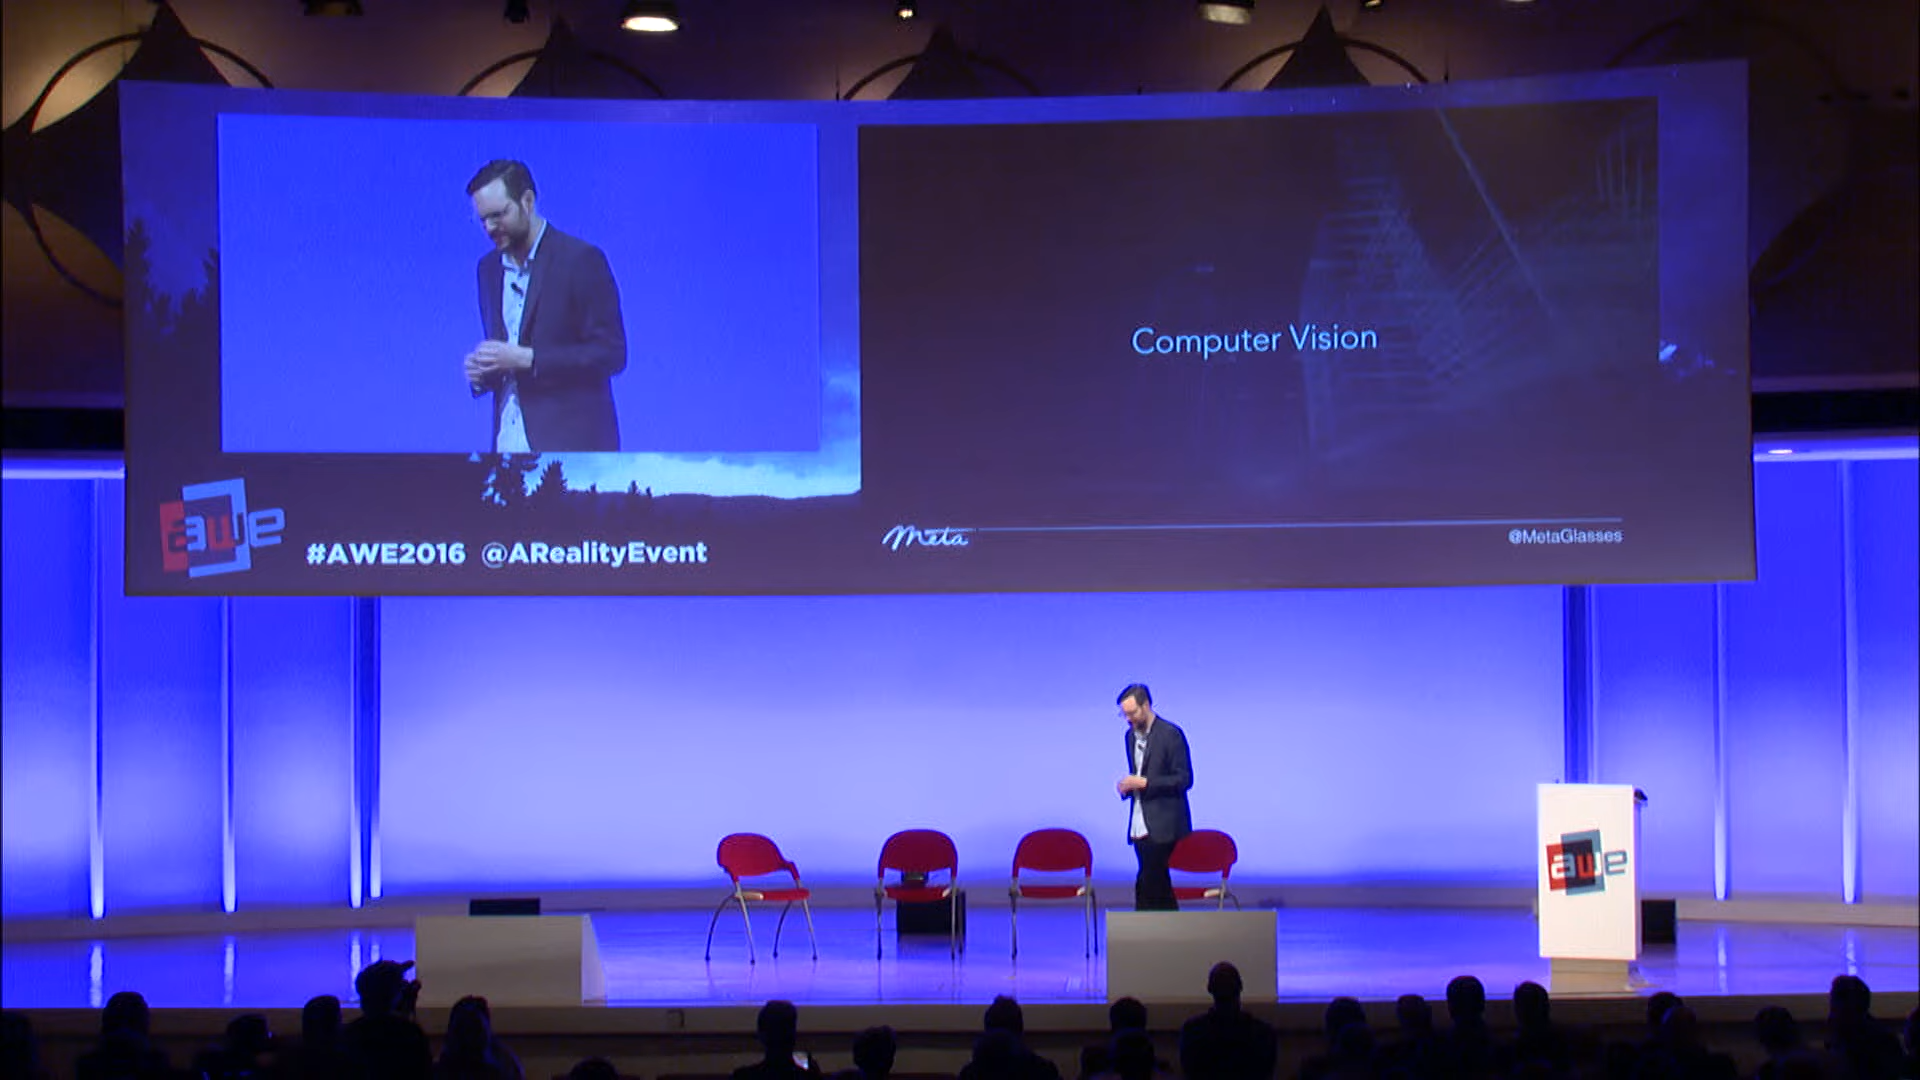 Computer Vision
awe
#AWE2016 @ARealityEvent
Meta
@MetaGlasses
awe